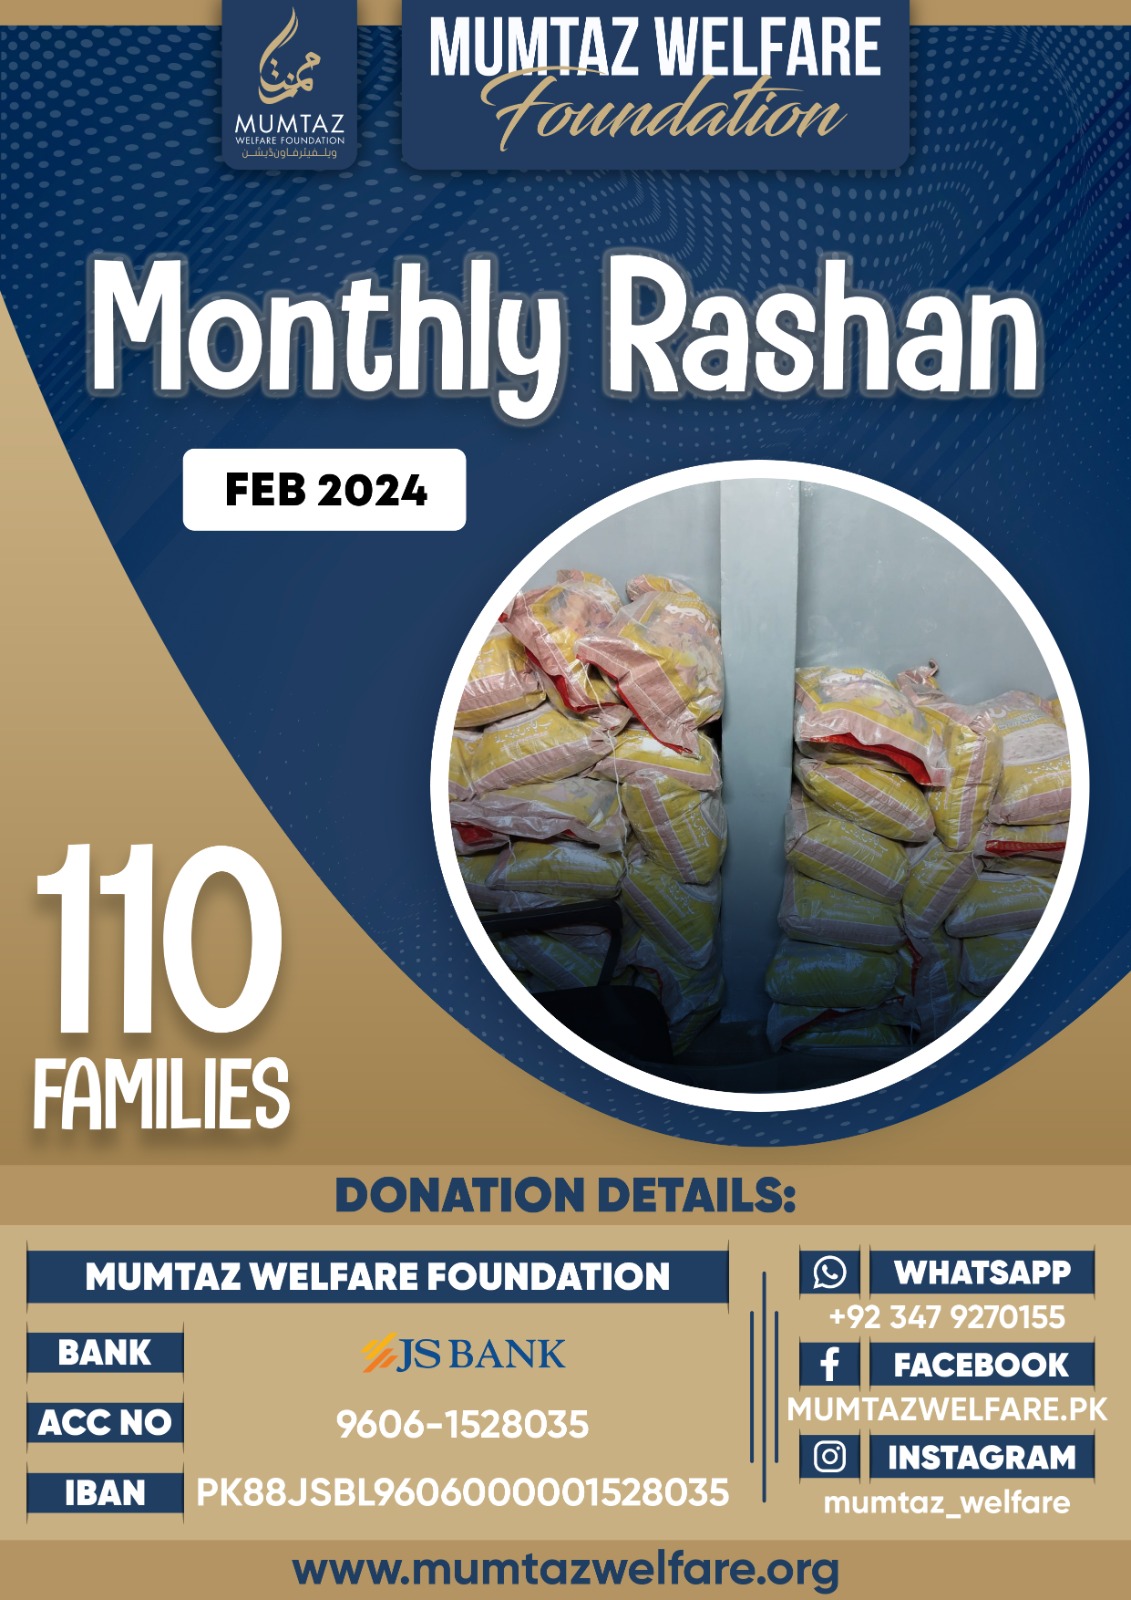 MUMTAZ
WELFARE FOUNDATION
ویلفیئر فاونڈیشن
MUMTAZ WELFARE
Foundation
Monthly Rashan
FEB 2024
110
FAMILIES
DONATION DETAILS:
MUMTAZ WELFARE FOUNDATION
BANK
JS BANK
ACC NO
9606-1528035
IBAN
PK88JSBL9606000001528035
WHATSAPP
+92 347 9270155
FACEBOOK
MUMTAZWELFARE.PK
INSTAGRAM
mumtaz_welfare
www.mumtazwelfare.org